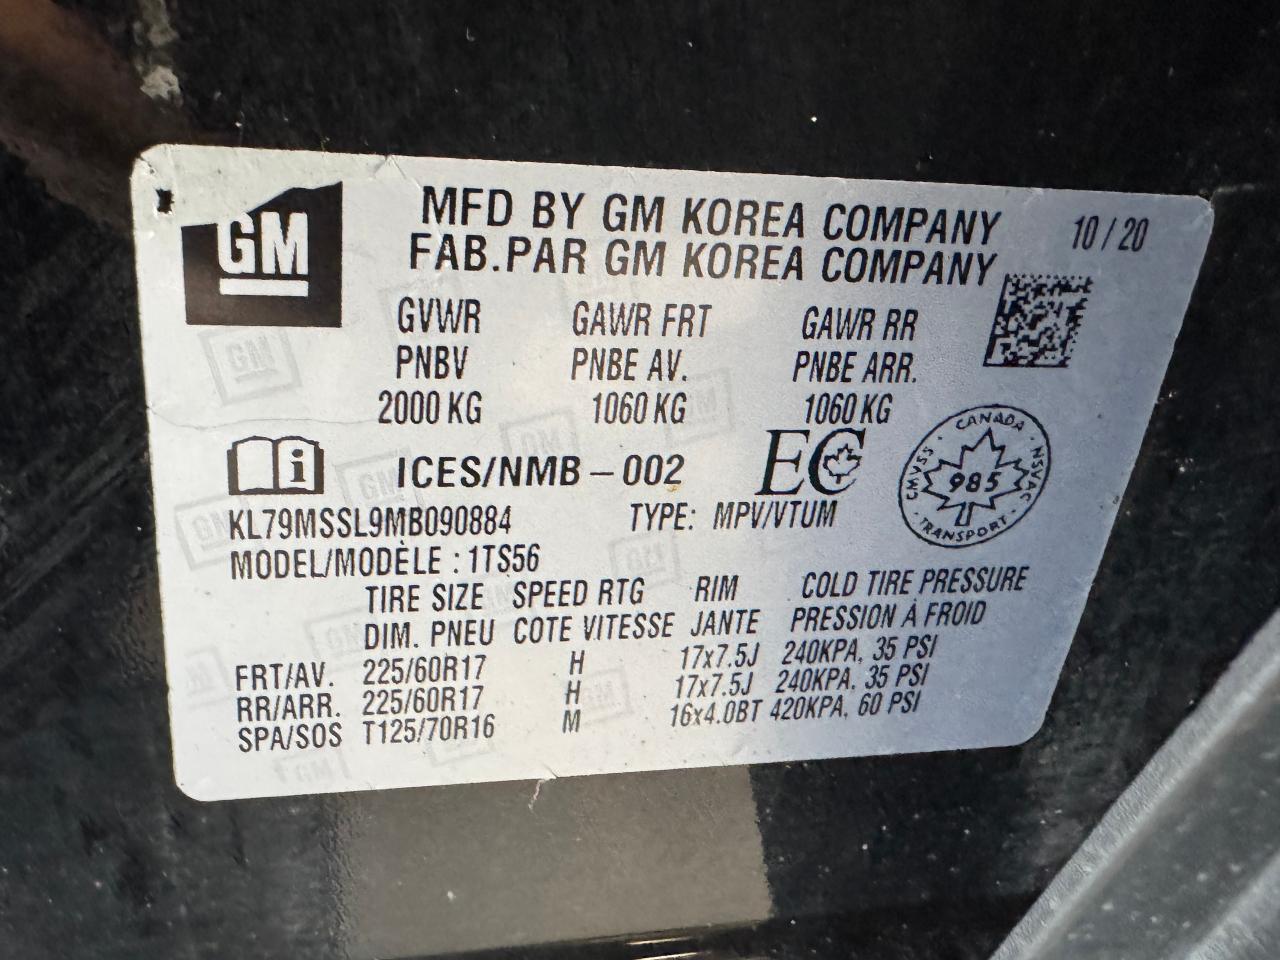 GM
MFD BY GM KOREA COMPANY 10 / 20
FAB.PAR GM KOREA COMPANY
GVWR GAWR FRT GAWR RR
PNBV PNBE AV. PNBE ARR.
2000 KG 1060 KG 1060 KG
ICES/NMB – 002 EC
CANADA
CMVSS NSVAC
985
TRANSPORT
KL79MSSL9MB090884 TYPE: MPV/VTUM
MODEL/MODÈLE : 1TS56
TIRE SIZE SPEED RTG RIM COLD TIRE PRESSURE
DIM. PNEU COTE VITESSE JANTE PRESSION À FROID
FRT/AV. 225/60R17 H 17x7.5J 240KPA, 35 PSI
RR/ARR. 225/60R17 H 17x7.5J 240KPA, 35 PSI
SPA/SOS T125/70R16 M 16x4.0BT 420KPA, 60 PSI